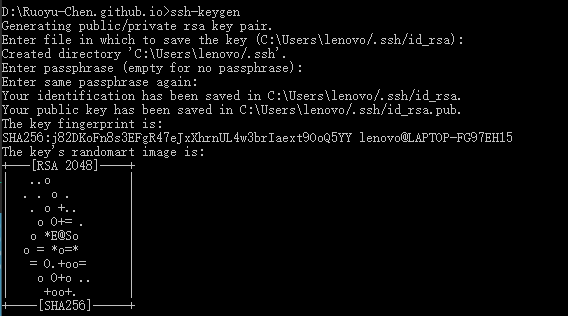 D:\Ruoyu-Chen.github.io>ssh-keygen
Generating public/private rsa key pair.
Enter file in which to save the key (C:\Users\lenovo/.ssh/id_rsa):
Created directory 'C:\Users\lenovo/.ssh'.
Enter passphrase (empty for no passphrase):
Enter same passphrase again:
Your identification has been saved in C:\Users\lenovo/.ssh/id_rsa.
Your public key has been saved in C:\Users\lenovo/.ssh/id_rsa.pub.
The key fingerprint is:
SHA256:j82DKoFn8s3EFgR47eJxXhrnUL4w3brIaext9OoQ5YY lenovo@LAPTOP-FG97EH15
The key's randomart image is:
+---[RSA 2048]----+
|   ..o           |
|  . . o .        |
|   . o +..       |
|    o O+= .      |
|   o *E@So       |
|  o = *o=*       |
|   = O.+oo=      |
|    o O+o ..     |
|     +oo+.       |
+----[SHA256]-----+